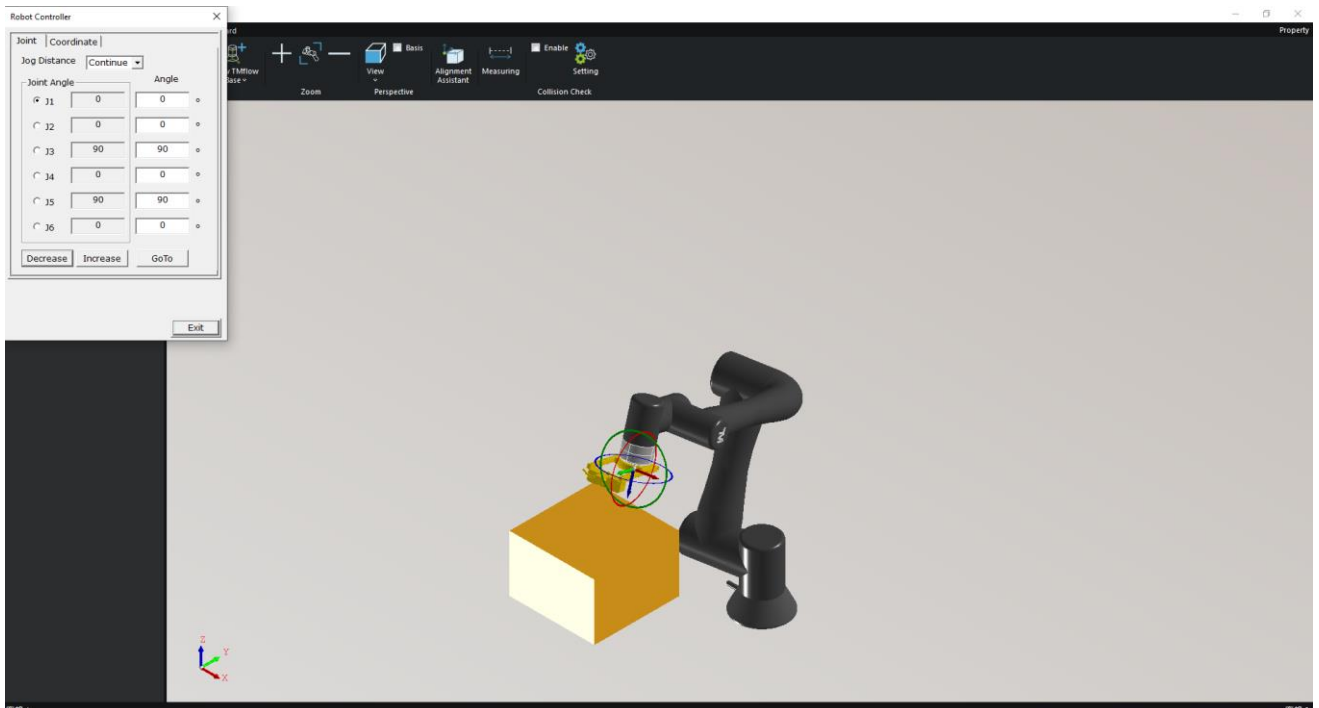 Robot Controller
Property
Joint Coordinate
Jog Distance Continue
Joint Angle Angle
J1 0 0 °
J2 0 0 °
J3 90 90 °
J4 0 0 °
J5 90 90 °
J6 0 0 °
Decrease Increase GoTo
Exit
TMflow
Base
Zoom
View
Basis
Perspective
Alignment
Assistant
Measuring
Enable
Setting
Collision Check
TM
Z
Y
X